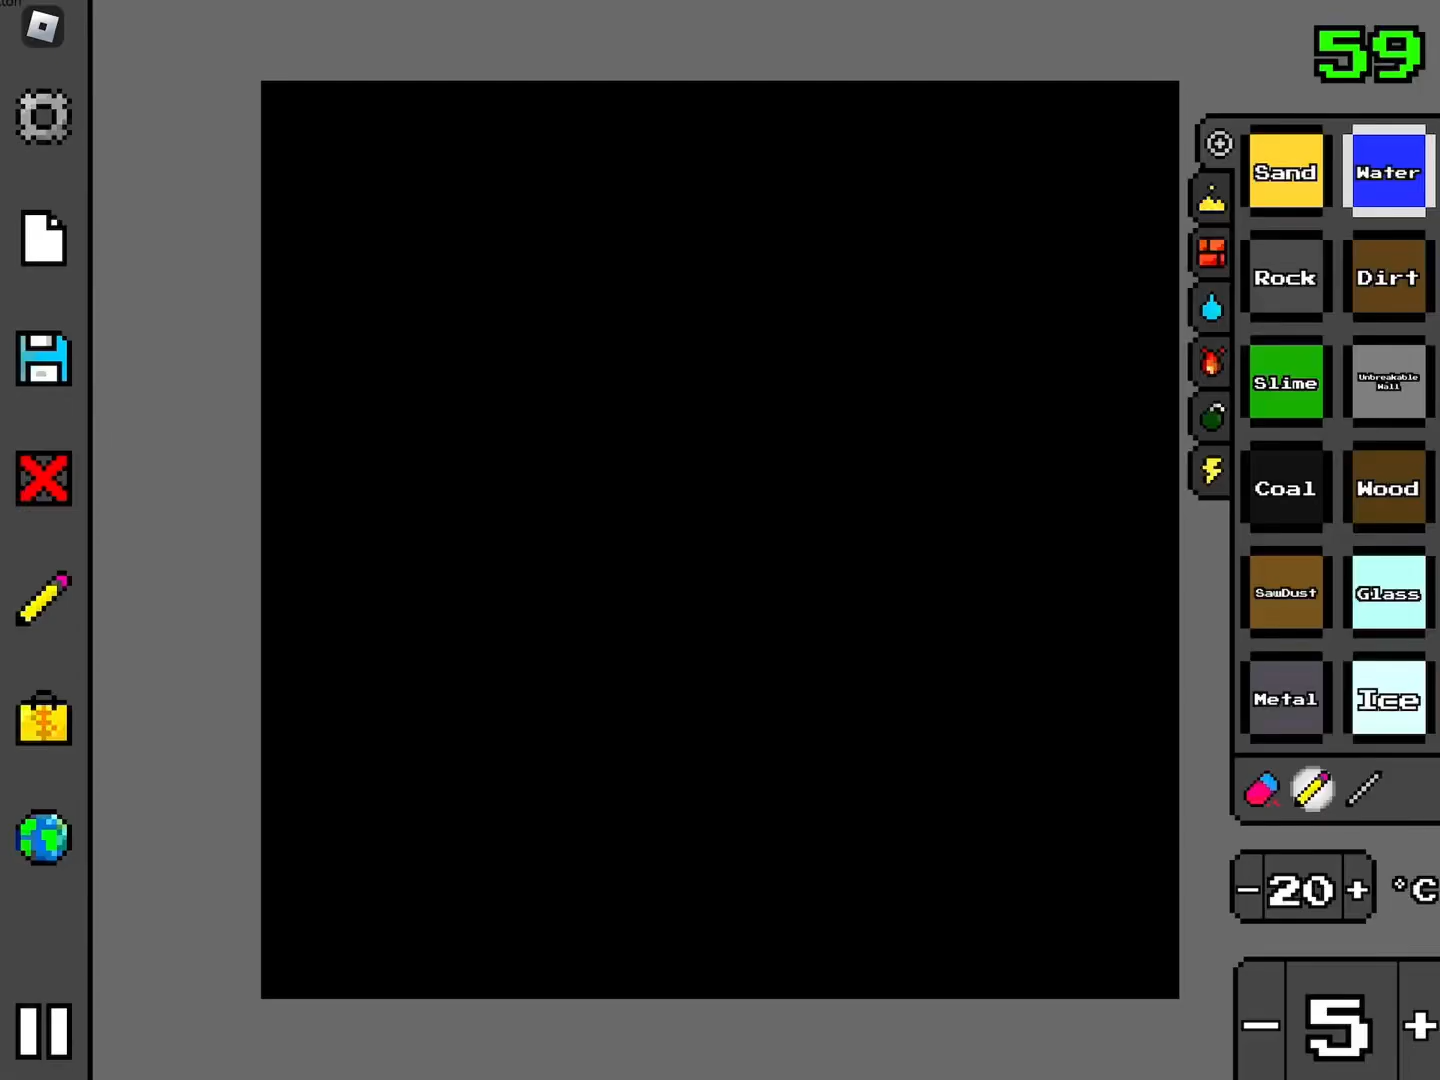 59
Sand Water
Rock Dirt
Slime Unbreakable
Wall
Coal Wood
SawDust Glass
Metal Ice
- 20 + °C
- 5 +